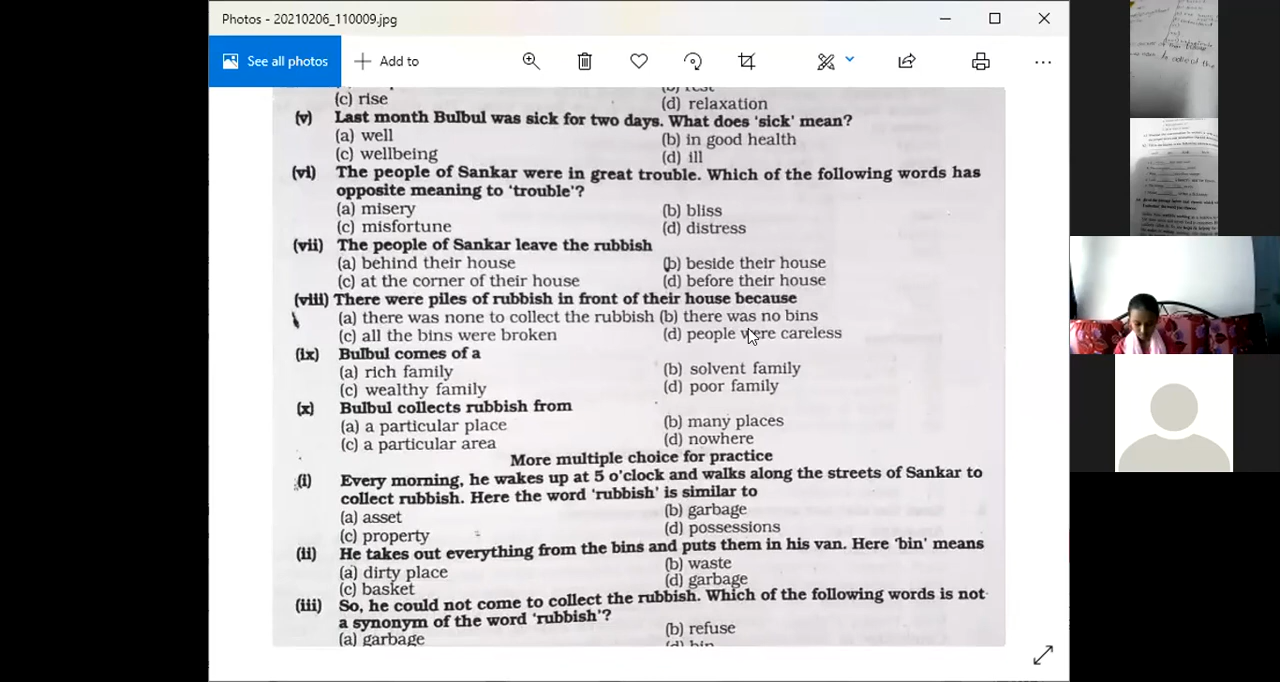 Photos - 20210206_110009.jpg
See all photos
Add to
(c) rise
(d) relaxation
(v) Last month Bulbul was sick for two days. What does 'sick' mean?
(a) well (b) in good health
(c) wellbeing (d) ill
(vi) The people of Sankar were in great trouble. Which of the following words has
opposite meaning to 'trouble'?
(a) misery (b) bliss
(c) misfortune (d) distress
(vii) The people of Sankar leave the rubbish
(a) behind their house (b) beside their house
(c) at the corner of their house (d) before their house
(viii) There were piles of rubbish in front of their house because
(a) there was none to collect the rubbish (b) there was no bins
(c) all the bins were broken (d) people were careless
(ix) Bulbul comes of a
(a) rich family (b) solvent family
(c) wealthy family (d) poor family
(x) Bulbul collects rubbish from
(a) a particular place (b) many places
(c) a particular area (d) nowhere
More multiple choice for practice
(i) Every morning, he wakes up at 5 o'clock and walks along the streets of Sankar to
collect rubbish. Here the word 'rubbish' is similar to
(a) asset (b) garbage
(c) property (d) possessions
(ii) He takes out everything from the bins and puts them in his van. Here 'bin' means
(a) dirty place (b) waste
(c) basket (d) garbage
(iii) So, he could not come to collect the rubbish. Which of the following words is not
a synonym of the word 'rubbish'?
(a) garbage (b) refuse